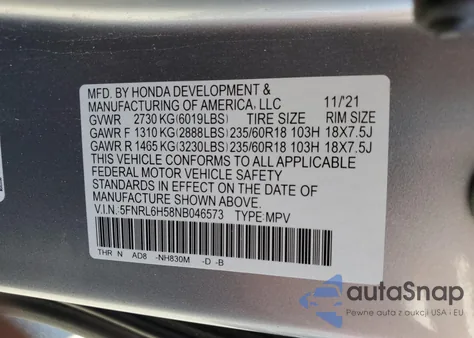 MFD. BY HONDA DEVELOPMENT &
MANUFACTURING OF AMERICA, LLC 11/'21
GVWR 2730 KG(6019LBS) TIRE SIZE RIM SIZE
GAWR F 1310 KG(2888LBS) 235/60R18 103H 18X7.5J
GAWR R 1465 KG(3230LBS) 235/60R18 103H 18X7.5J
THIS VEHICLE CONFORMS TO ALL APPLICABLE
FEDERAL MOTOR VEHICLE SAFETY
STANDARDS IN EFFECT ON THE DATE OF
MANUFACTURE SHOWN ABOVE.
V.I.N.:5FNRL6H58NB046573 TYPE:MPV
THR N AD8 -NH830M -D -B
autoSnap
Pewne auta z aukcji USA i EU